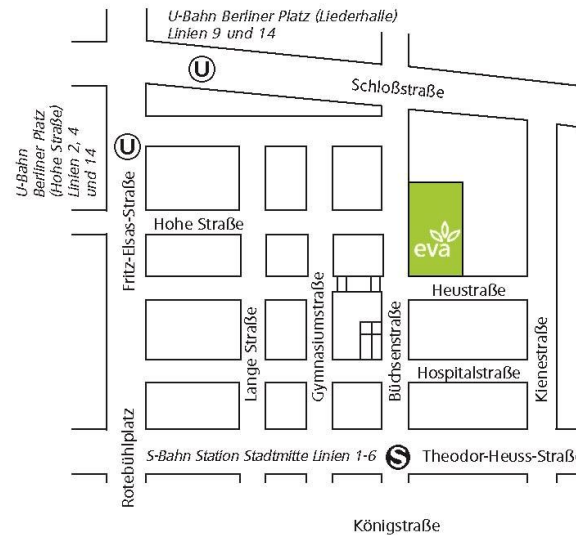 U-Bahn Berliner Platz (Liederhalle)
Linien 9 und 14
U
Schloßstraße
U-Bahn
Berliner Platz
(Hohe Straße)
Linien 2, 4
und 14
U
Fritz-Elsas-Straße
Hohe Straße
eva
Heustraße
Lange Straße
Gymnasiumstraße
Büchsenstraße
Kienestraße
Hospitalstraße
Rotebühlplatz
S-Bahn Station Stadtmitte Linien 1-6
S
Theodor-Heuss-Straße
Königstraße